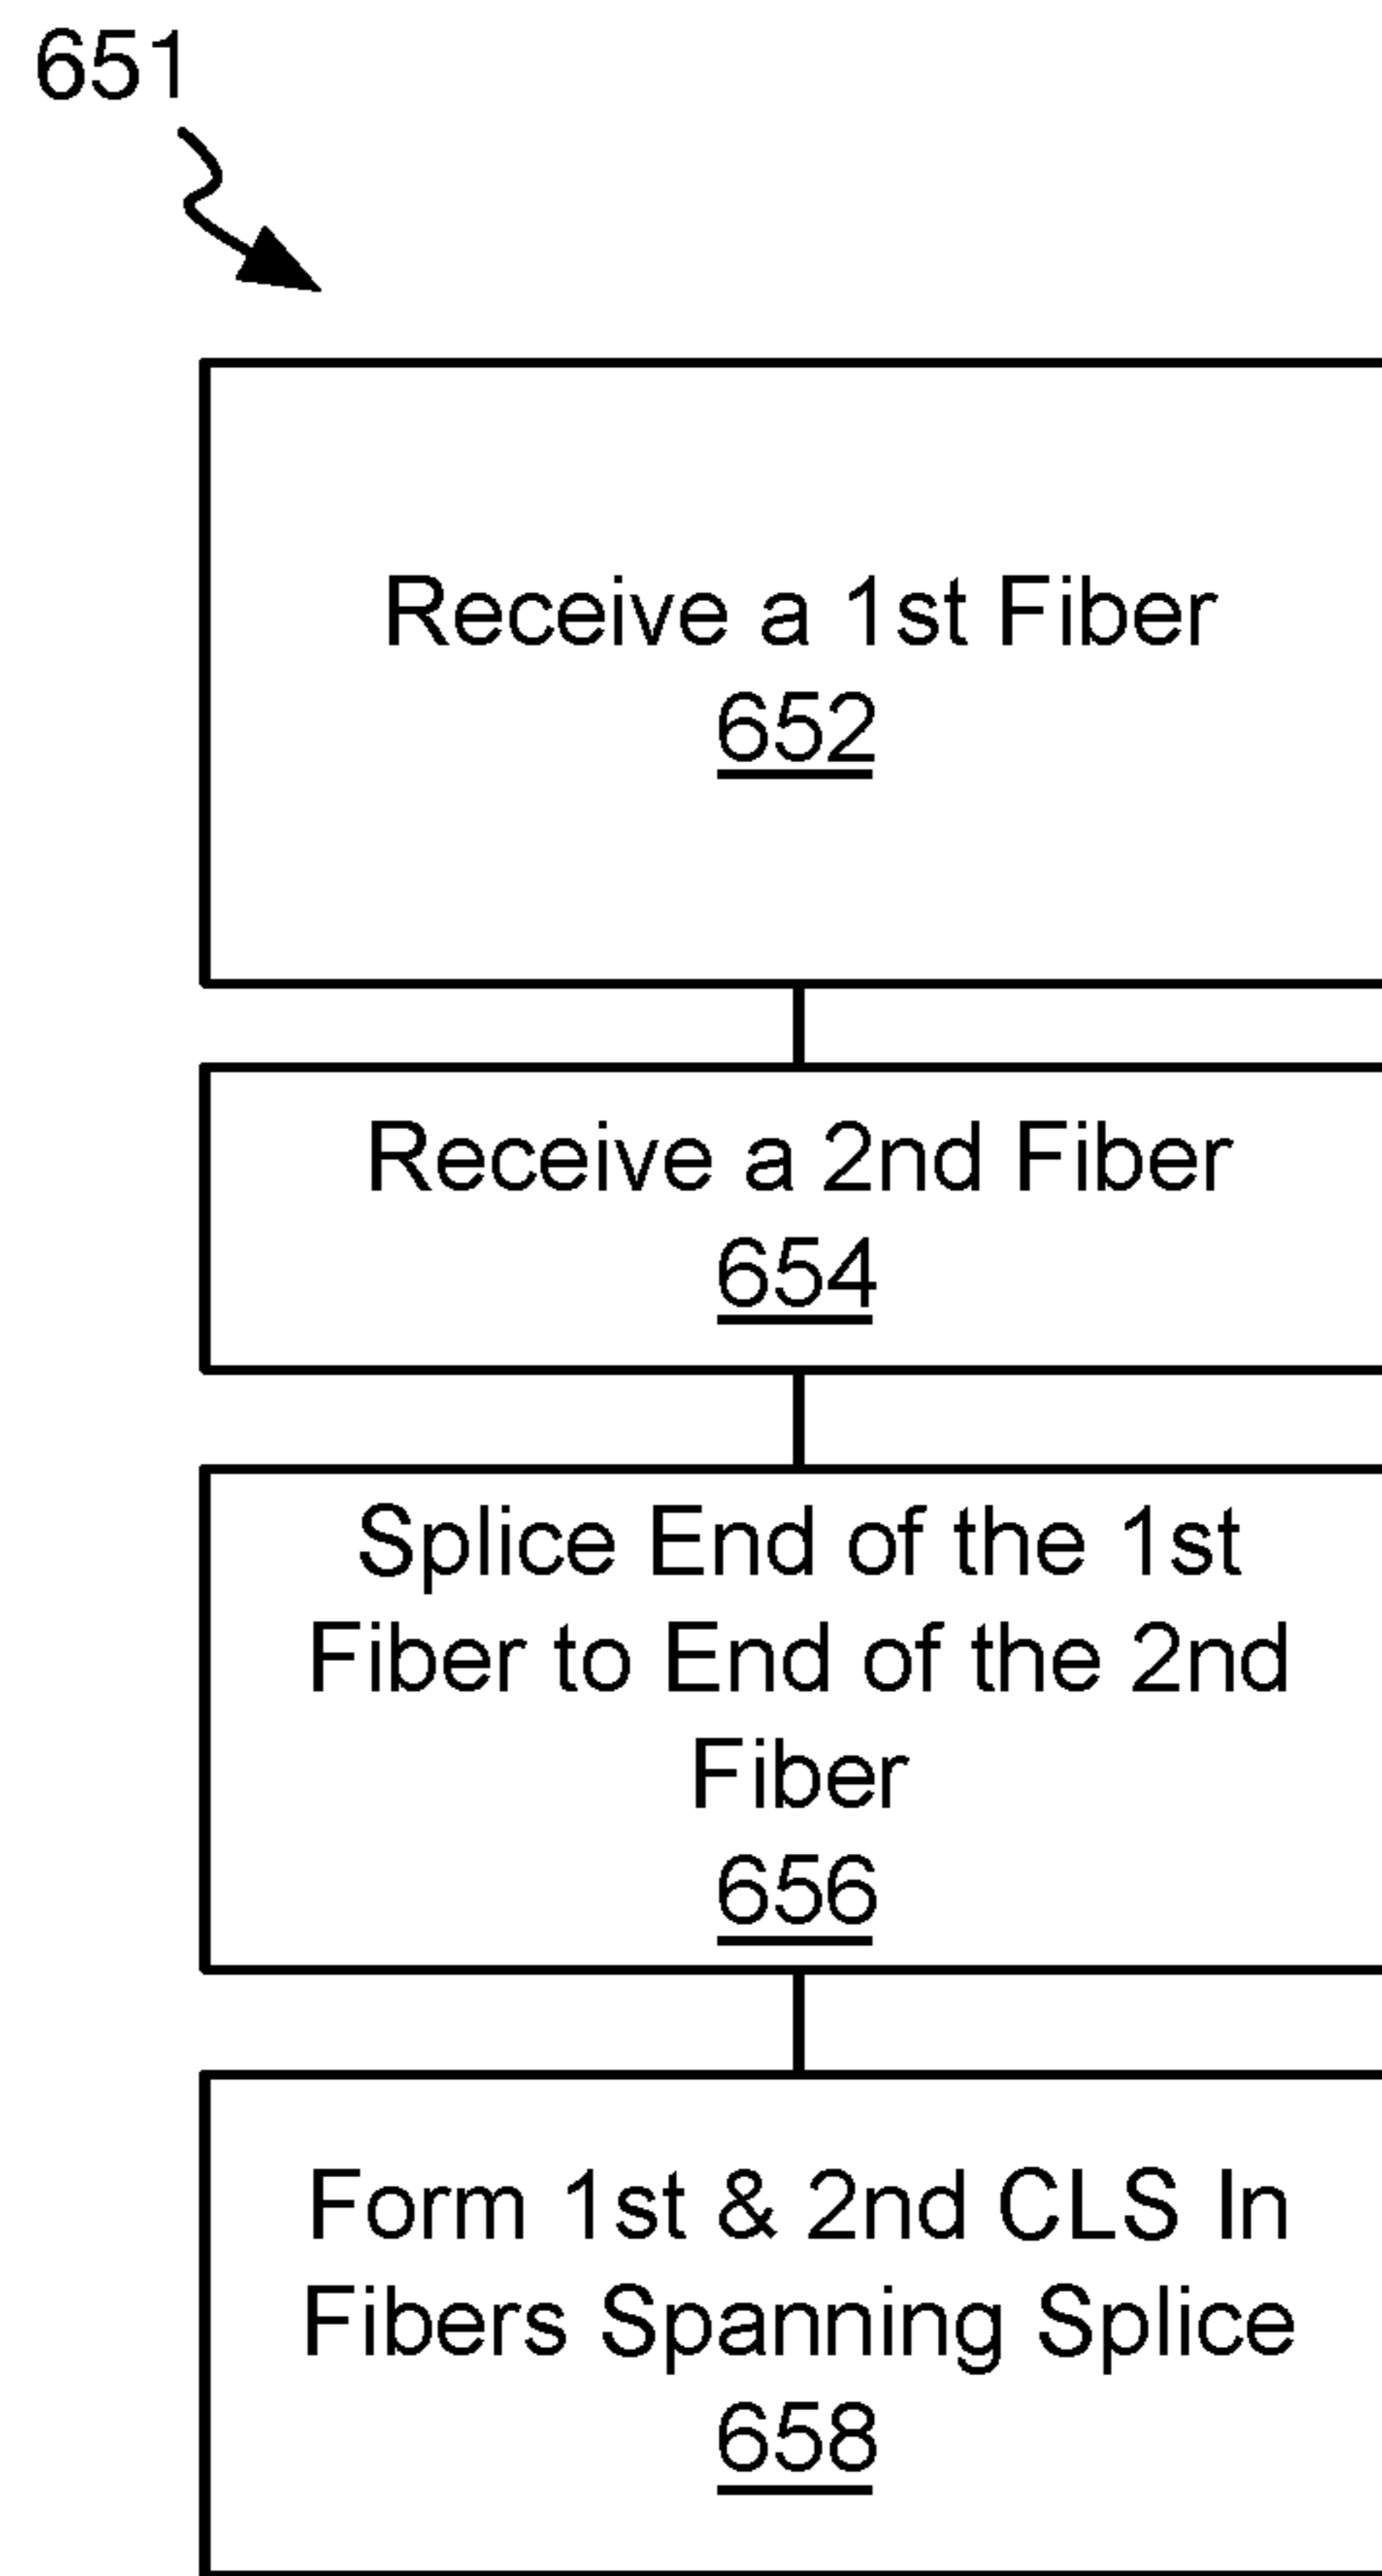 651
Receive a 1st Fiber
652
Receive a 2nd Fiber
654
Splice End of the 1st
Fiber to End of the 2nd
Fiber
656
Form 1st & 2nd CLS In
Fibers Spanning Splice
658